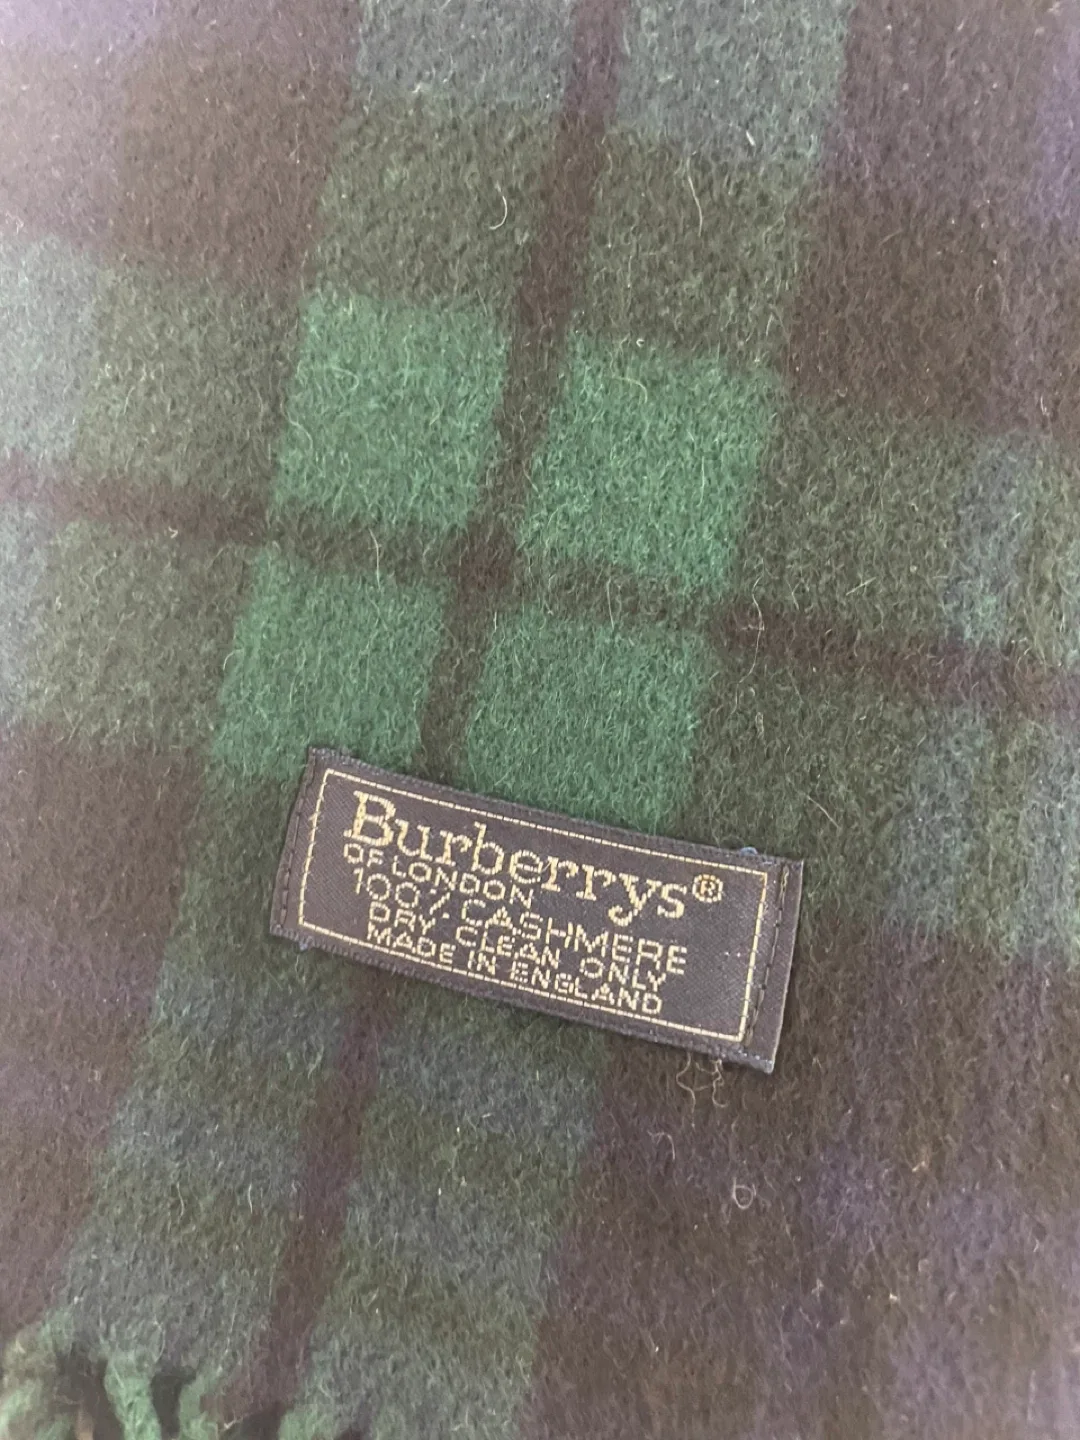 Burberrys®
OF LONDON
100% CASHMERE
DRY-CLEAN ONLY
MADE IN ENGLAND